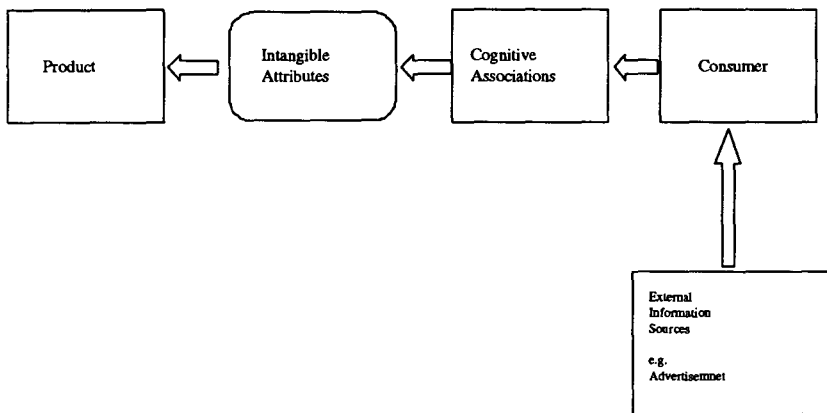 Product
Intangible
Attributes
Cognitive
Associations
Consumer
External
Information
Sources
e.g.
Advertisemnet